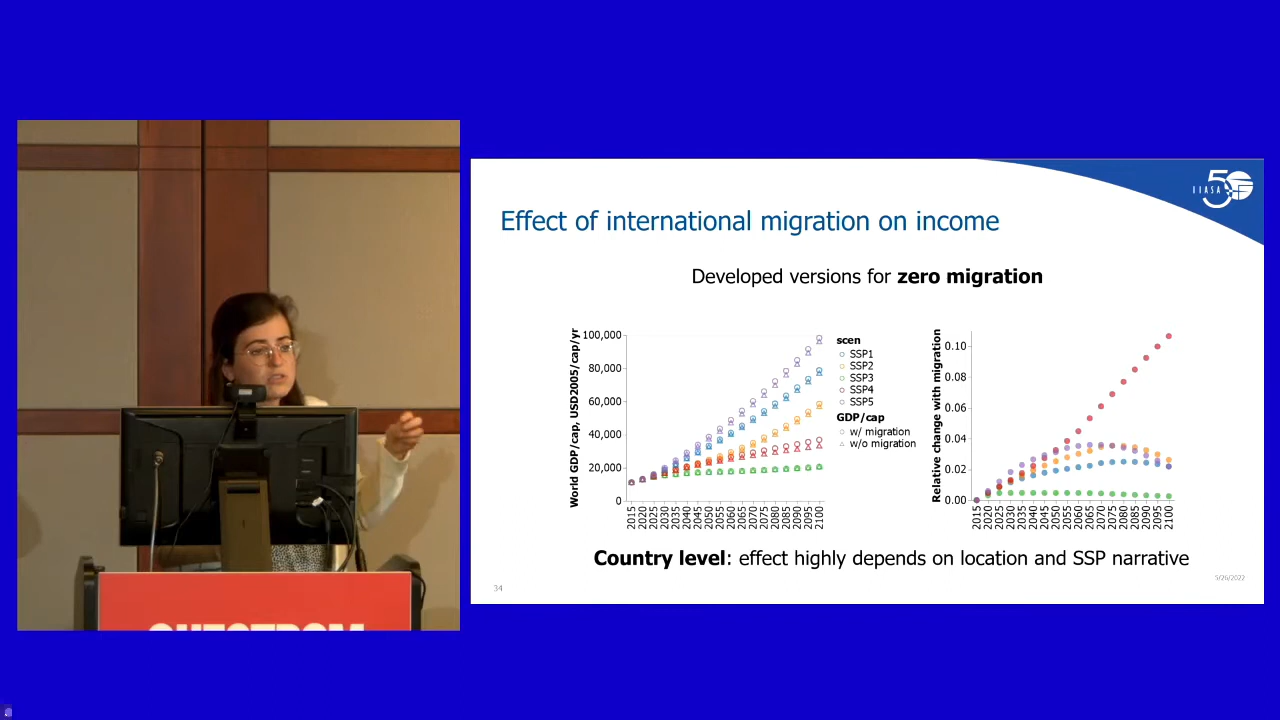 IIASA 50
Effect of international migration on income
Developed versions for zero migration
World GDP/cap, USD2005/cap/yr
100,000
80,000
60,000
40,000
20,000
0
2015 2020 2025 2030 2035 2040 2045 2050 2055 2060 2065 2070 2075 2080 2085 2090 2095 2100
scen
SSP1
SSP2
SSP3
SSP4
SSP5
GDP/cap
w/ migration
w/o migration
Relative change with migration
0.10
0.08
0.06
0.04
0.02
0.00
2015 2020 2025 2030 2035 2040 2045 2050 2055 2060 2065 2070 2075 2080 2085 2090 2095 2100
Country level: effect highly depends on location and SSP narrative
34
5/26/2022
QUESTROM